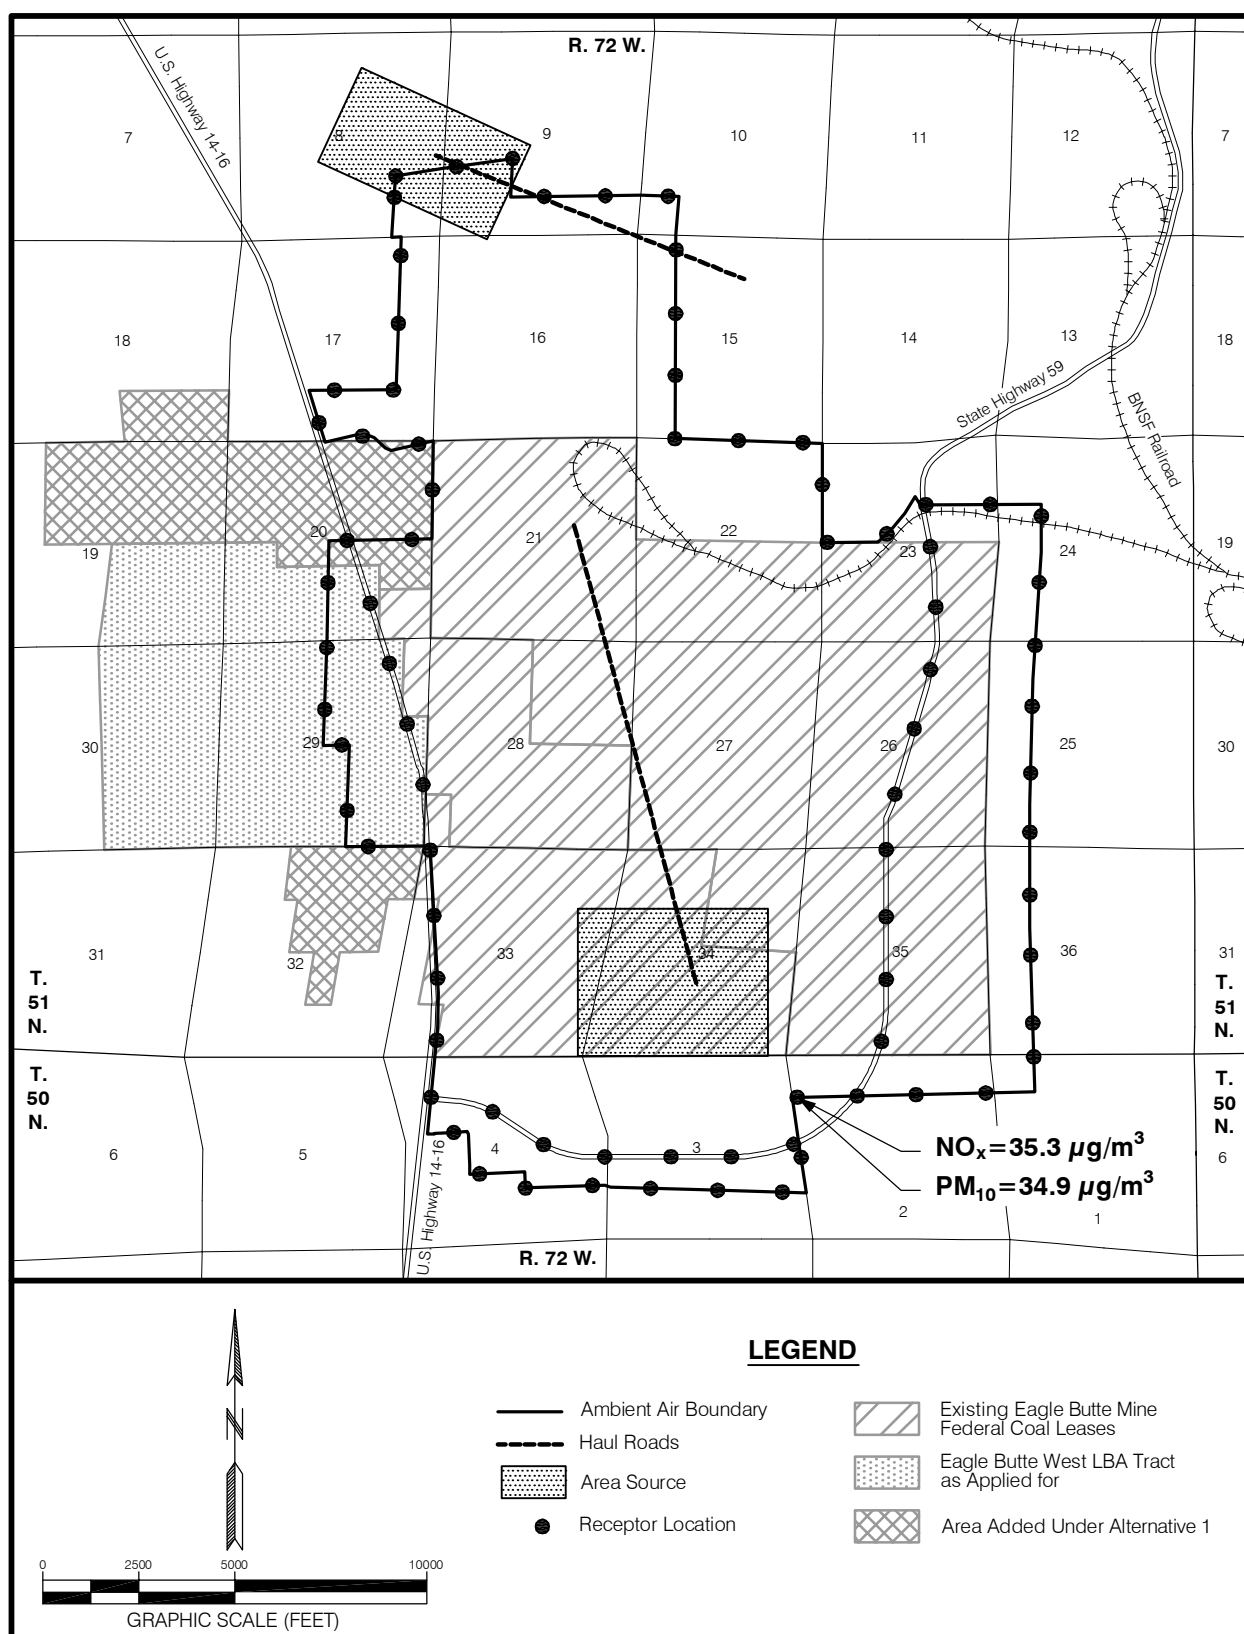 R. 72 W.
U.S. Highway 14-16
7
8
9
10
11
12
7
18
17
16
15
14
13
18
State Highway 59
BNSF Railroad
19
20
21
22
23
24
19
30
29
28
27
26
25
30
31
32
33
34
35
36
31
T.
51
N.
T.
51
N.
T.
50
N.
T.
50
N.
6
5
4
3
2
1
6
NOx=35.3 µg/m³
PM₁₀=34.9 µg/m³
U.S. Highway 14-16
R. 72 W.
LEGEND
Ambient Air Boundary
Haul Roads
Area Source
Receptor Location
Existing Eagle Butte Mine
Federal Coal Leases
Eagle Butte West LBA Tract
as Applied for
Area Added Under Alternative 1
N
0 2500 5000 10000
GRAPHIC SCALE (FEET)